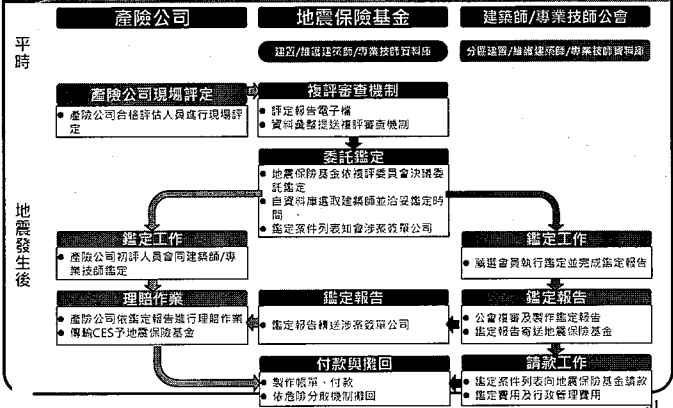 產險公司
地震保險基金
建築師/專業技師公會
平時
建置/維護建築師/專業技師資料庫
分區建置/維護建築師/專業技師資料庫
地震發生後
產險公司現場評定
● 產險公司合格評估人員進行現場評
定
複評審查機制
● 評定報告電子檔
● 資料彙整提送複評審查機制
委託鑑定
● 地震保險基金依複評委員會決議委
託鑑定
● 自資料庫選取建築師並洽妥鑑定時
間
● 鑑定案件列表知會涉案簽單公司
鑑定工作
● 產險公司初評人員會同建築師/專
業技師鑑定
鑑定工作
● 薦選會員執行鑑定並完成鑑定報告
理賠作業
● 產險公司依鑑定報告進行理賠作業
● 傳輸CES予地震保險基金
鑑定報告
● 鑑定報告轉送涉案簽單公司
鑑定報告
● 公會複審及製作鑑定報告
● 鑑定報告寄送地震保險基金
付款與攤回
● 製作帳單、付款
● 依危險分散機制攤回
請款工作
● 鑑定案件列表向地震保險基金請款
● 鑑定費用及行政管理費用
1